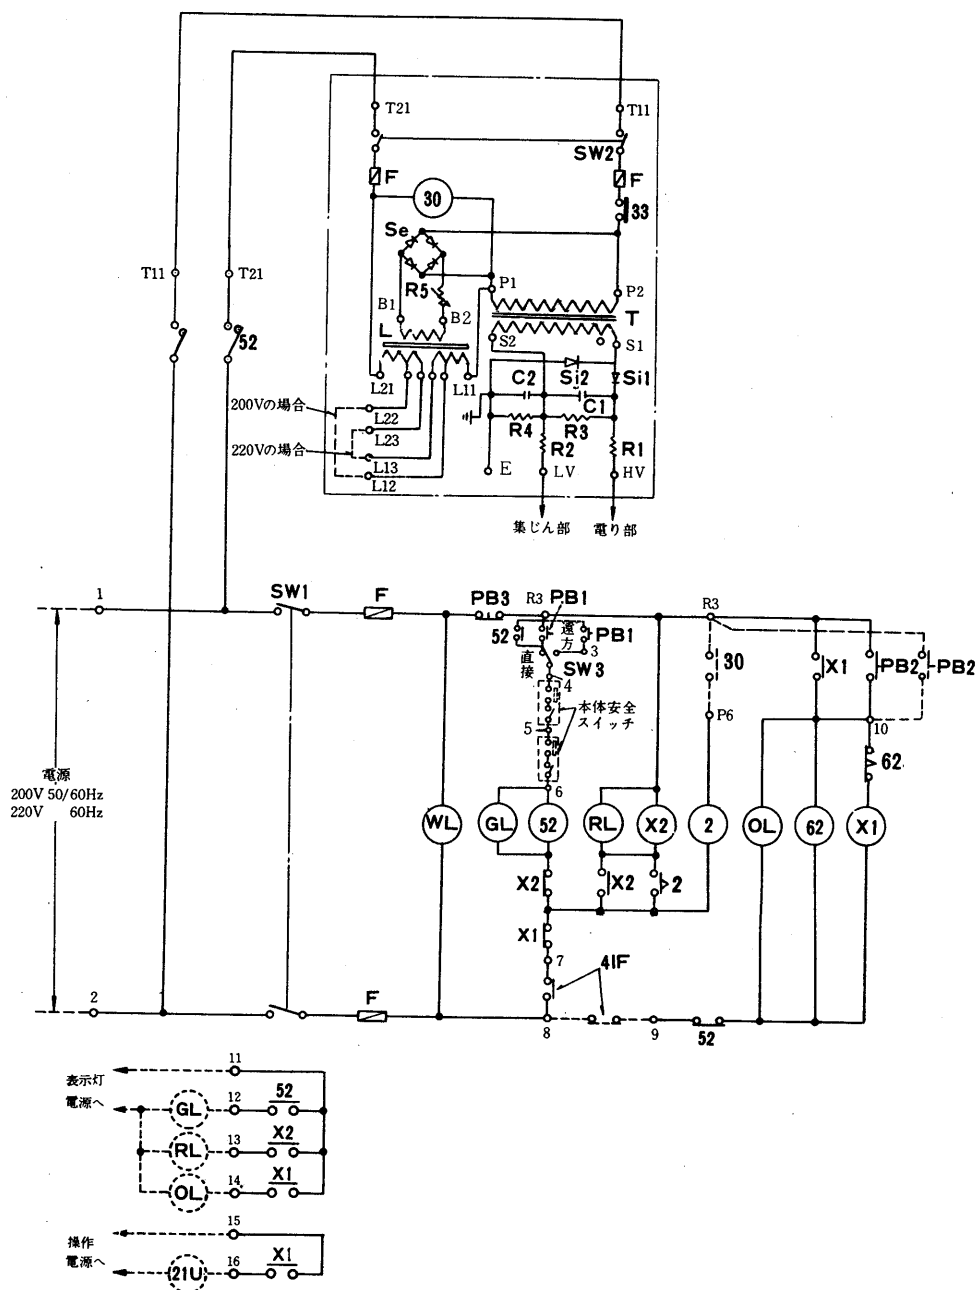 T21
T11
SW2
F
F
30
33
Se
T11
T21
P1
P2
R5
B1
B2
T
L
S2
S1
52
L21
L11
C2
Si2
Si1
200Vの場合
L22
C1
L23
R4
R3
220Vの場合
R2
R1
L13
E
LV
HV
L12
集じん部
電り部
1
SW1
F
PB3
R3
PB1
R3
52
遠方
PB1
直接
3
SW3
30
X1
PB2
PB2
4
本体安全
スイッチ
5
P6
10
62
電源
200V 50/60Hz
220V 60Hz
6
WL
GL
52
RL
X2
2
OL
62
X1
X2
X2
2
X1
7
41F
2
F
8
9
52
11
表示灯
電源へ
12
52
GL
RL
13
X2
OL
14
X1
15
操作
電源へ
16
X1
21U